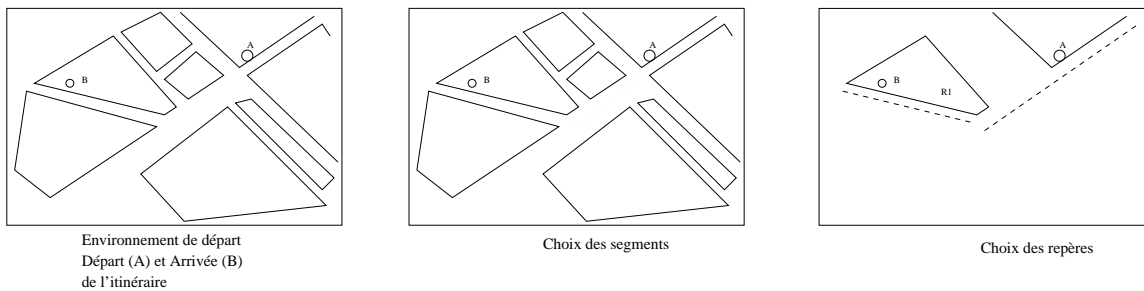 A
B
A
B
A
B
R1
Environnement de départ
Départ (A) et Arrivée (B)
de l'itinéraire
Choix des segments
Choix des repères